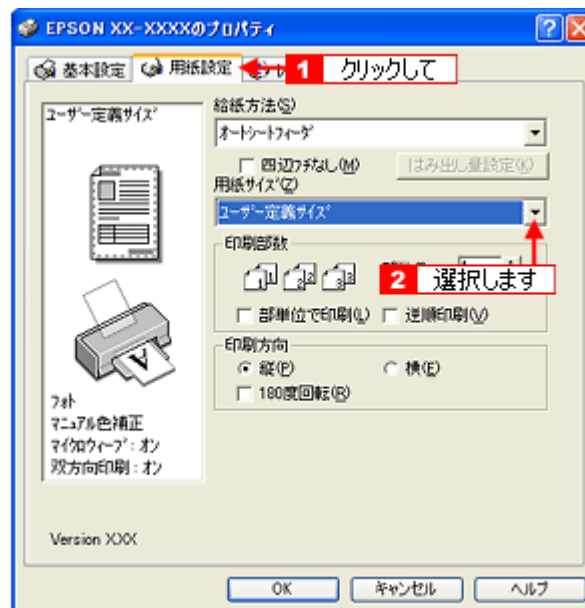 EPSON XX-XXXXのプロパティ
基本設定 用紙設定
1 クリックして
ユーザー定義サイズ
給紙方法(S)
オートシートフィーダ
四辺フチなし(M) はみ出し量設定(K)
用紙サイズ(Z)
ユーザー定義サイズ
印刷部数
2 選択します
部単位で印刷(L) 逆順印刷(V)
印刷方向
縦(P) 横(E)
180度回転(R)
フォト
マニュアル色補正
マイクロウィーブ:オン
双方向印刷:オン
Version XXX
OK キャンセル ヘルプ